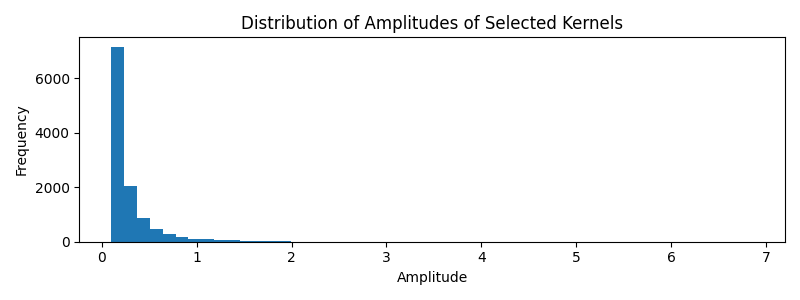 Distribution of Amplitudes of Selected Kernels
6000
4000
2000
0
Frequency
0 1 2 3 4 5 6 7
Amplitude